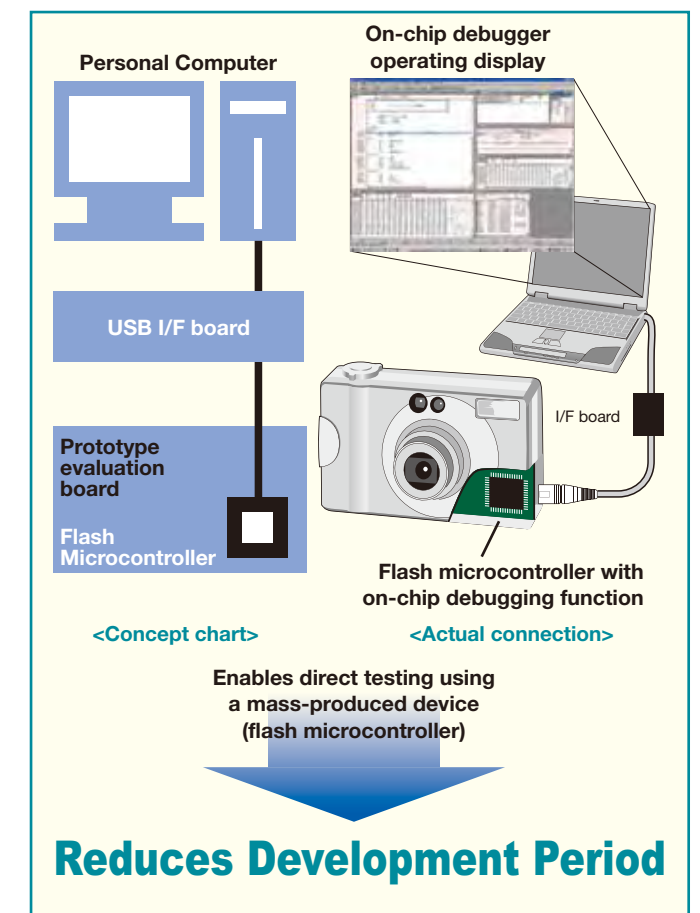 Personal Computer
On-chip debugger
operating display
USB I/F board
I/F board
Prototype
evaluation
board
Flash
Microcontroller
Flash microcontroller with
on-chip debugging function
<Concept chart>
<Actual connection>
Enables direct testing using
a mass-produced device
(flash microcontroller)
Reduces Development Period